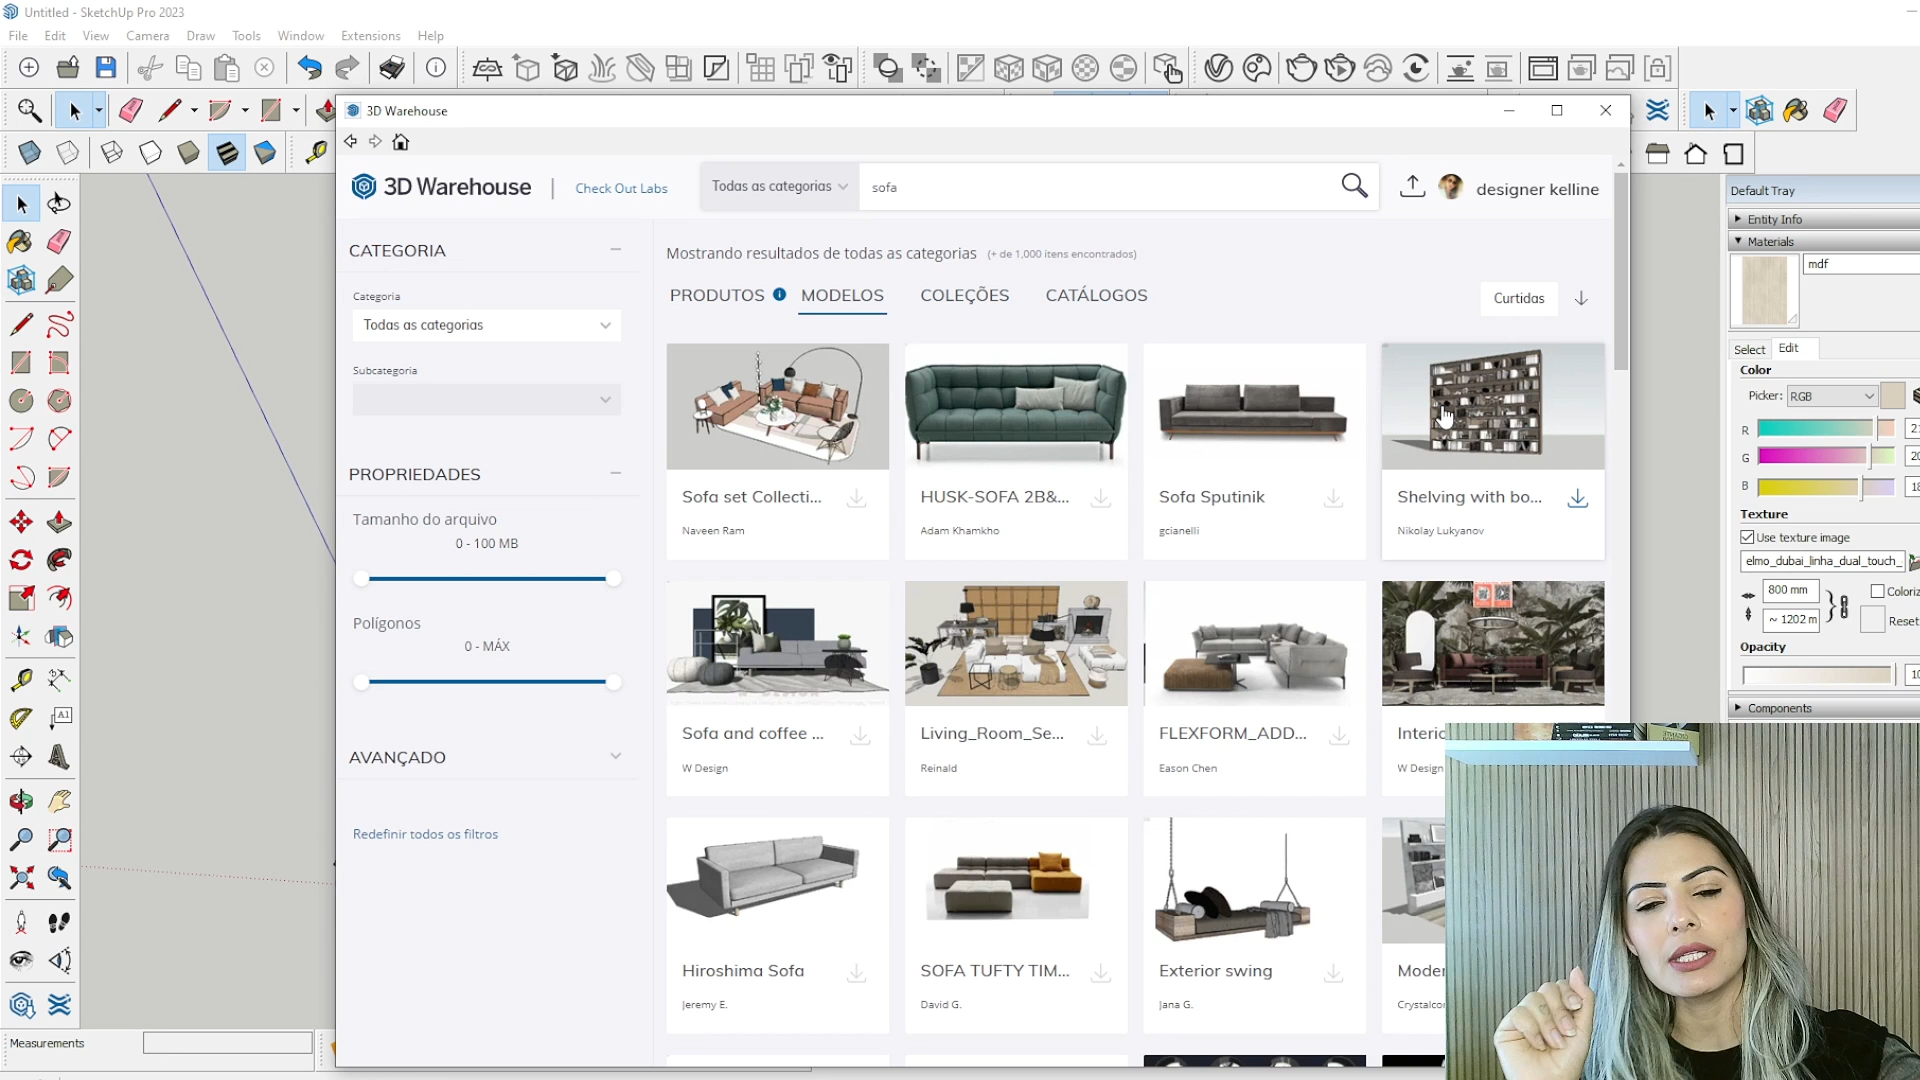 Untitled - SketchUp Pro 2023
File Edit View Camera Draw Tools Window Extensions Help
3D Warehouse
3D Warehouse | Check Out Labs
Todas as categorias
sofa
designer kelline
CATEGORIA
Categoria
Todas as categorias
Subcategoria
PROPRIEDADES
Tamanho do arquivo
0 - 100 MB
Polígonos
0 - MÁX
AVANÇADO
Redefinir todos os filtros
Mostrando resultados de todas as categorias (+ de 1,000 itens encontrados)
PRODUTOS MODELOS COLEÇÕES CATÁLOGOS
Curtidas
Sofa set Collecti...
Naveen Ram
HUSK-SOFA 2B&...
Adam Khamkho
Sofa Sputinik
gcianelli
Shelving with bo...
Nikolay Lukyanov
Sofa and coffee ...
W Design
Living_Room_Se...
Reinald
FLEXFORM_ADD...
Eason Chen
Interic
W Design
Hiroshima Sofa
Jeremy E.
SOFA TUFTY TIM...
David G.
Exterior swing
Jana G.
Moder
Crystalcor
Default Tray
Entity Info
Materials
mdf
Select Edit
Color
Picker: RGB
R
G
B
Texture
Use texture image
elmo_dubai_linha_dual_touch_
800 mm
Coloriz
~ 1202 m
Reset
Opacity
Components
Measurements
A1